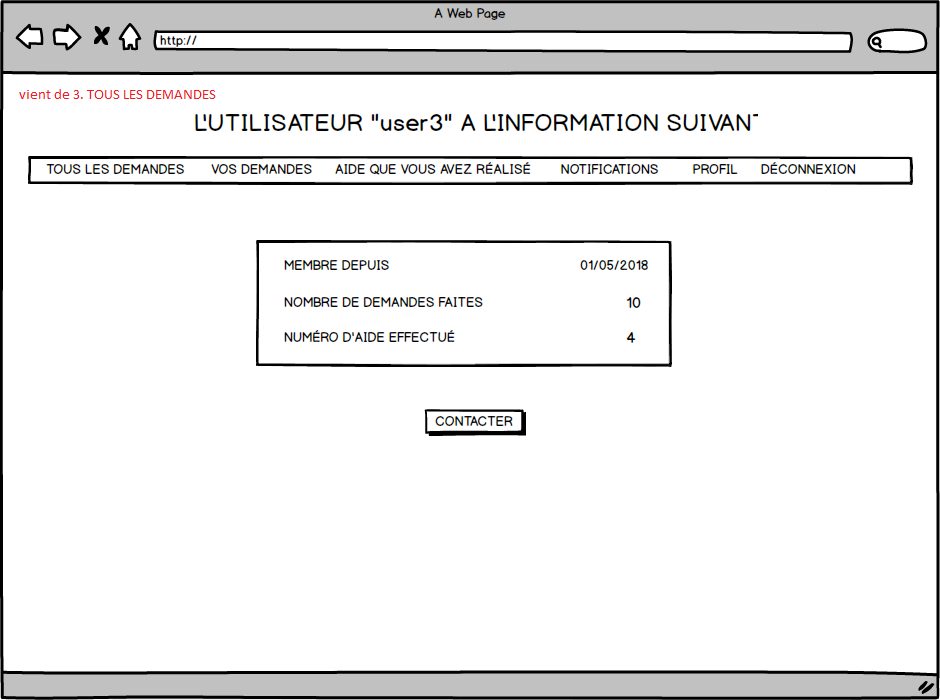 A Web Page
http://
vient de 3. TOUS LES DEMANDES
L'UTILISATEUR "user3" A L'INFORMATION SUIVANT
TOUS LES DEMANDES VOS DEMANDES AIDE QUE VOUS AVEZ RÉALISÉ NOTIFICATIONS PROFIL DÉCONNEXION
MEMBRE DEPUIS 01/05/2018
NOMBRE DE DEMANDES FAITES 10
NUMÉRO D'AIDE EFFECTUÉ 4
CONTACTER